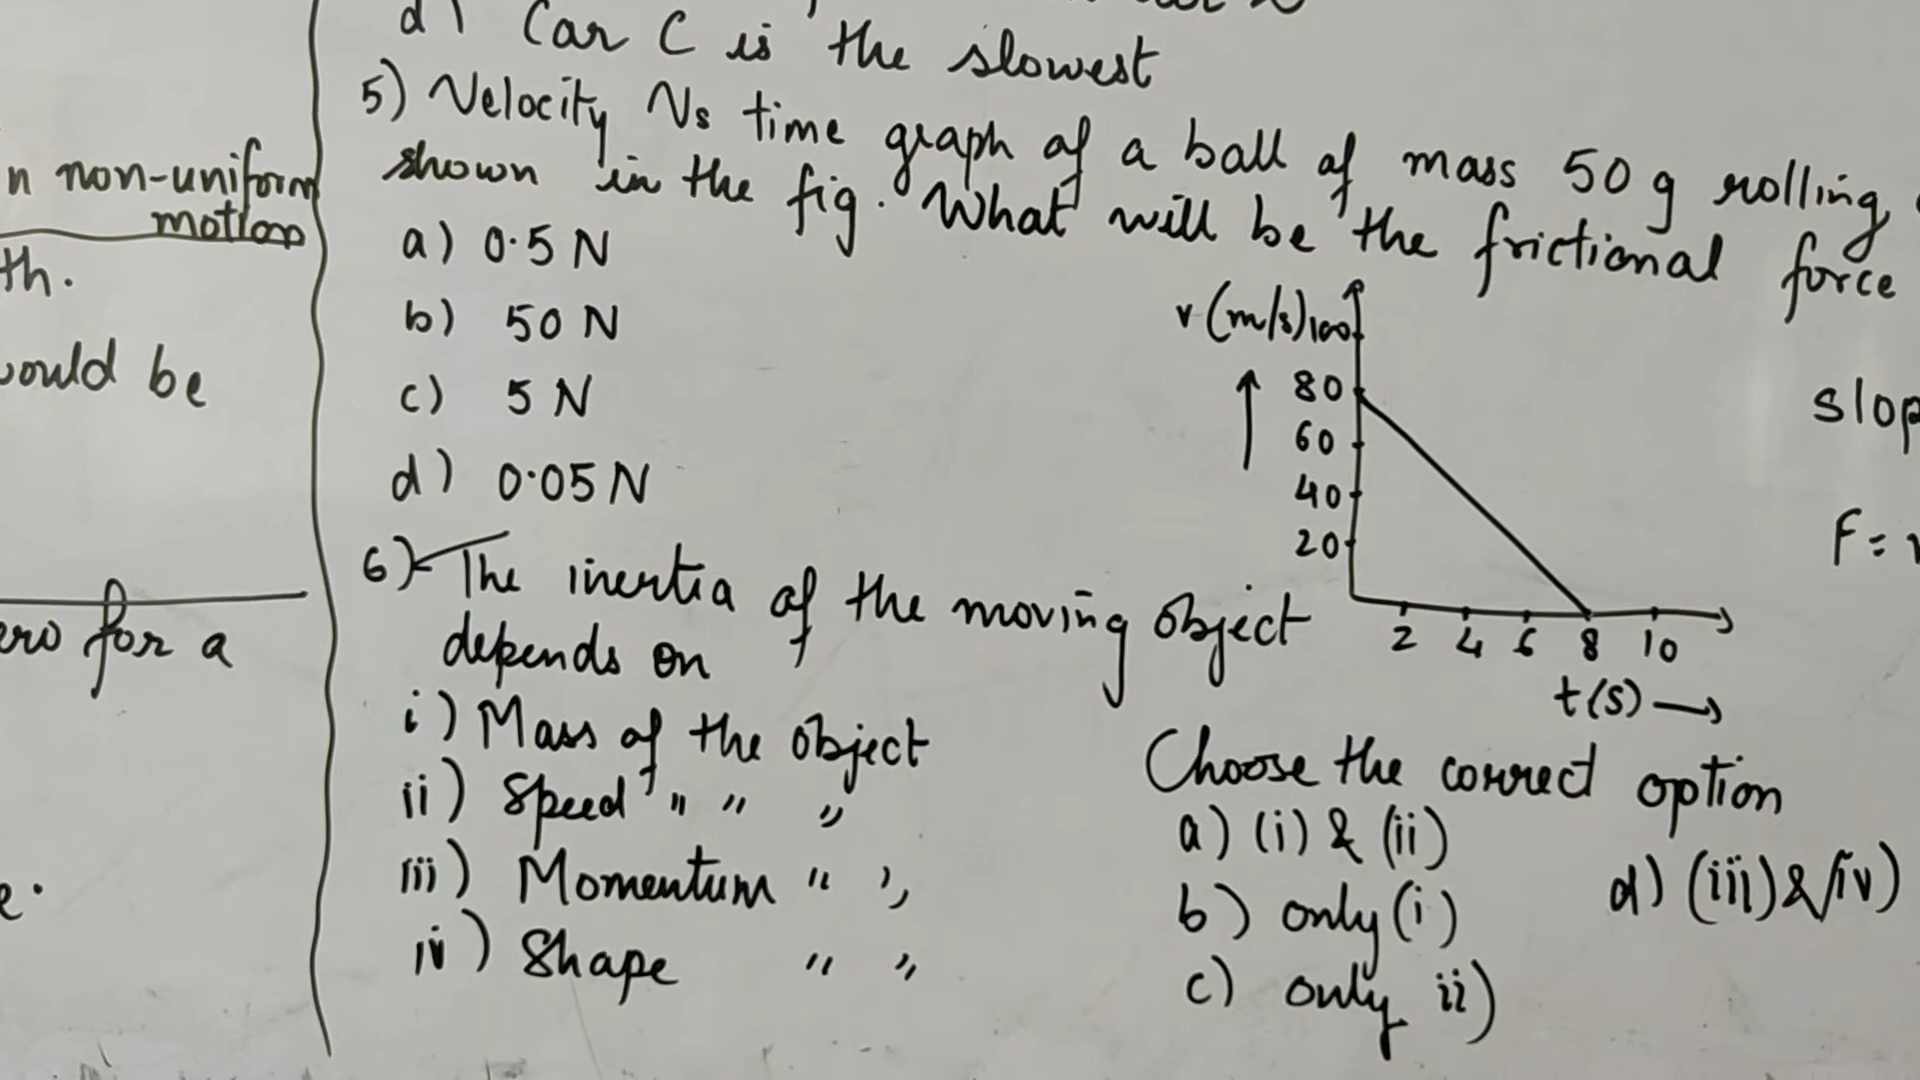 n non-uniform
motion
th.
would be
ero for a
e.
d) Car C is the slowest
5) Velocity Vs time graph of a ball of mass 50 g rolling
shown in the fig. What will be the frictional force
a) 0.5 N
b) 50 N
c) 5 N
d) 0.05 N
v (m/s) 100
80
60
40
20
2 4 6 8 10
t(s) →
slop
F =
6) The inertia of the moving object
depends on
i) Mass of the object
ii) Speed " " "
iii) Momentum " "
iv) Shape " "
Choose the correct option
a) (i) & (ii)
b) only (i)
c) only ii)
d) (iii) & (iv)